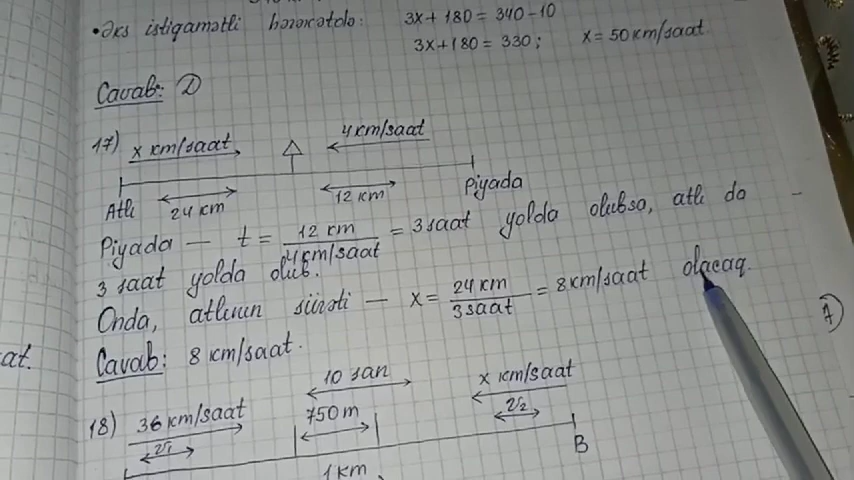 • Əks istiqamətli hərəkətdə: 3x + 180 = 340 - 10
3x + 180 = 330; x = 50 km/saat
Cavab: D
17) x km/saat 4 km/saat
Atlı 24 km 12 km Piyada
Piyada — t = 12 km / 4 km/saat = 3 saat yolda olubsa, atlı da
3 saat yolda olub.
Onda, atlının sürəti — x = 24 km / 3 saat = 8 km/saat olacaq.
Cavab: 8 km/saat.
at.
18) 36 km/saat 10 san x km/saat
v1 750 m v2
1 km B